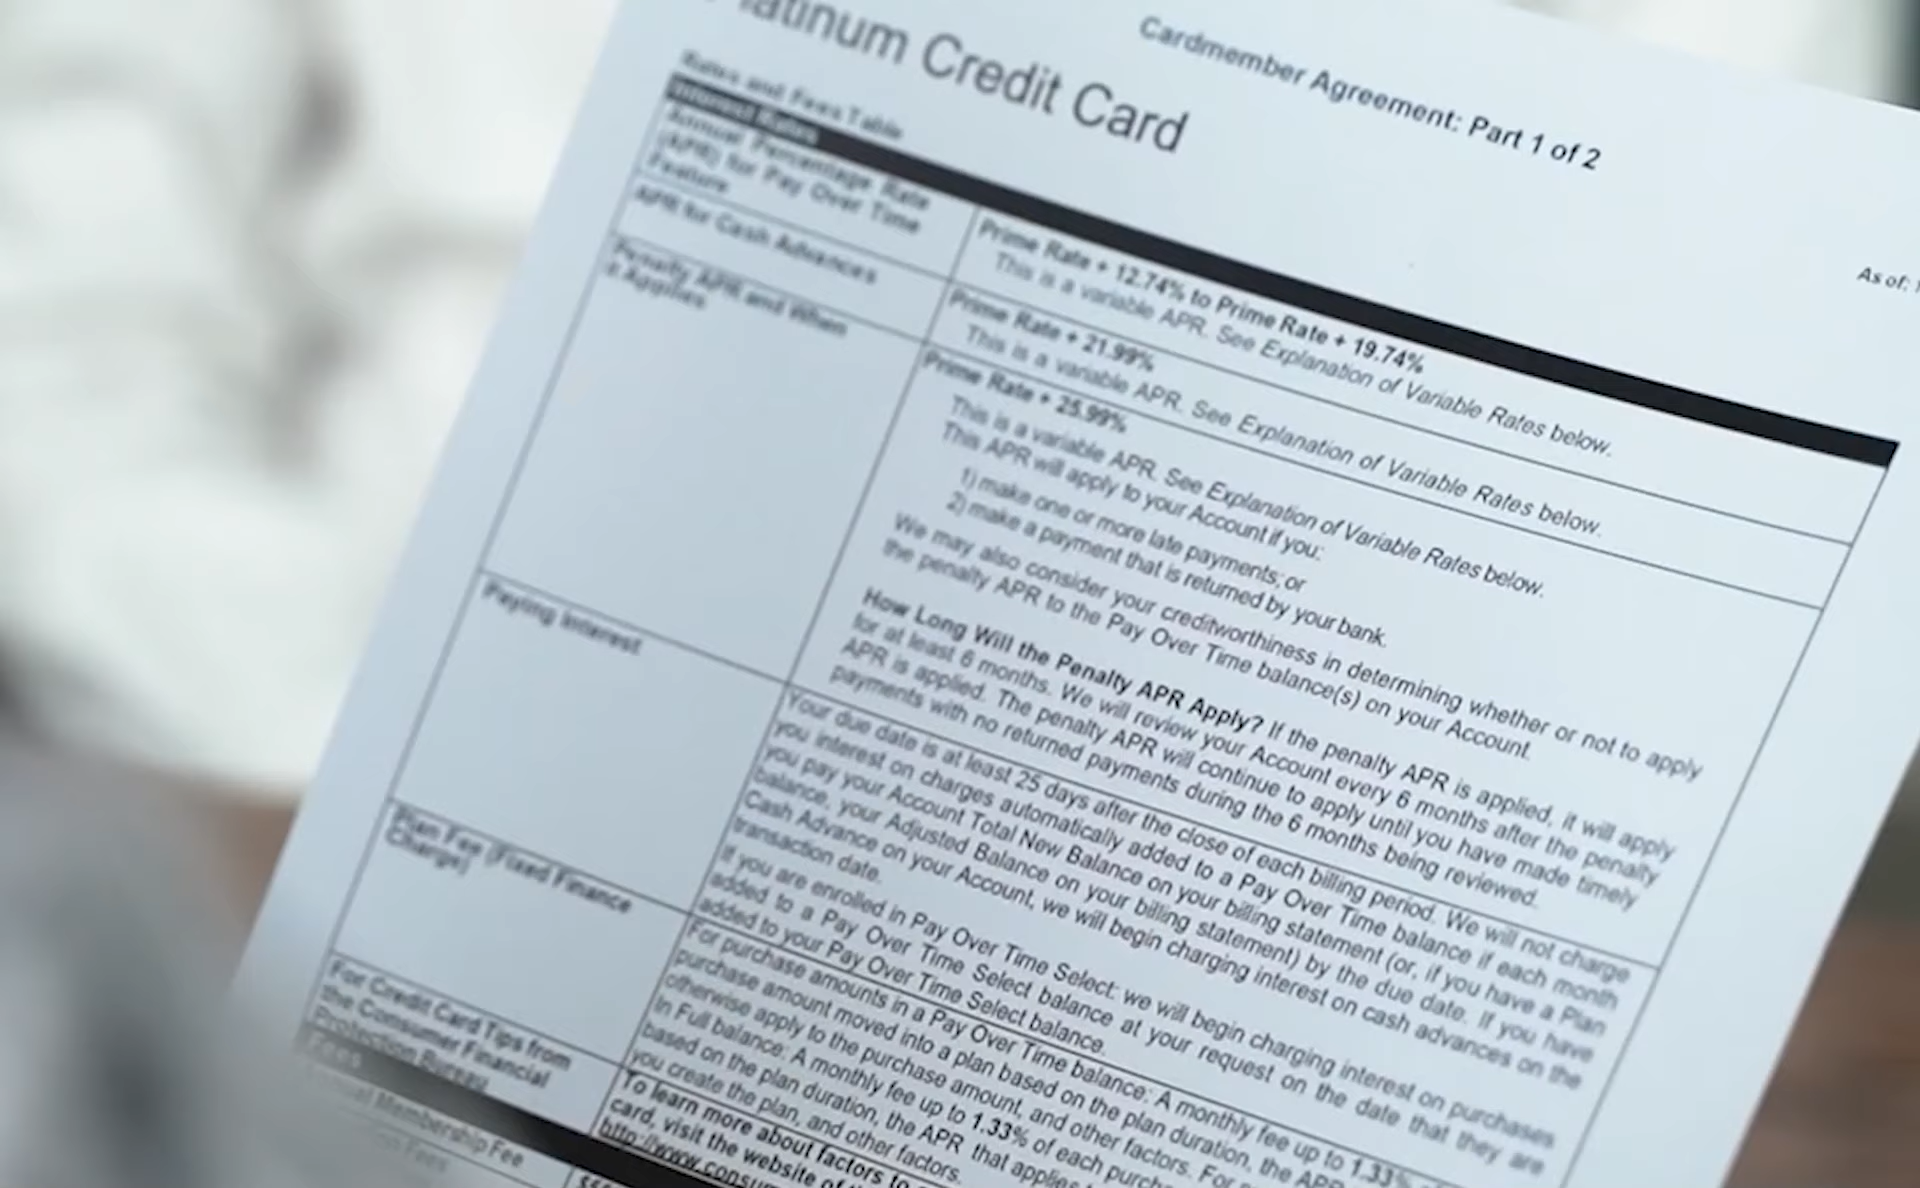 Cardmember Agreement: Part 1 of 2
Platinum Credit Card
As of:
Rates and Fees Table
Interest Rates
Annual Percentage Rate
(APR) for Pay Over Time
Feature
Prime Rate + 12.74% to Prime Rate + 19.74%
This is a variable APR. See Explanation of Variable Rates below.
APR for Cash Advances
Prime Rate + 21.99%
This is a variable APR. See Explanation of Variable Rates below.
Penalty APR and When
it Applies
Prime Rate + 25.99%
This is a variable APR. See Explanation of Variable Rates below.
This APR will apply to your Account if you:
1) make one or more late payments; or
2) make a payment that is returned by your bank.
We may also consider your creditworthiness in determining whether or not to apply
the penalty APR to the Pay Over Time balance(s) on your Account.
How Long Will the Penalty APR Apply? If the penalty APR is applied, it will apply
for at least 6 months. We will review your Account every 6 months after the penalty
APR is applied. The penalty APR will continue to apply until you have made timely
payments with no returned payments during the 6 months being reviewed.
Paying Interest
Your due date is at least 25 days after the close of each billing period. We will not charge
you interest on charges automatically added to a Pay Over Time balance if each month
you pay your Account Total New Balance on your billing statement (or, if you have a Plan
balance, your Adjusted Balance on your billing statement) by the due date. If you have
Cash Advance on your Account, we will begin charging interest on cash advances on the
transaction date.
If you are enrolled in Pay Over Time Select: we will begin charging interest on purchases
added to a Pay Over Time Select balance at your request on the date that they are
added to your Pay Over Time Select balance.
Plan Fee (Fixed Finance
Charge)
For purchase amounts in a Pay Over Time balance: A monthly fee up to 1.33%
purchase amount moved into a plan based on the plan duration, the APR
otherwise apply to the purchase amount, and other factors. For
In Full balance: A monthly fee up to 1.33% of each
based on the plan duration, the APR that
you create the plan, and other factors.
For Credit Card Tips from
the Consumer Financial
Protection Bureau
To learn more about factors to
card, visit the website of
Fees
Membership Fee
Fees